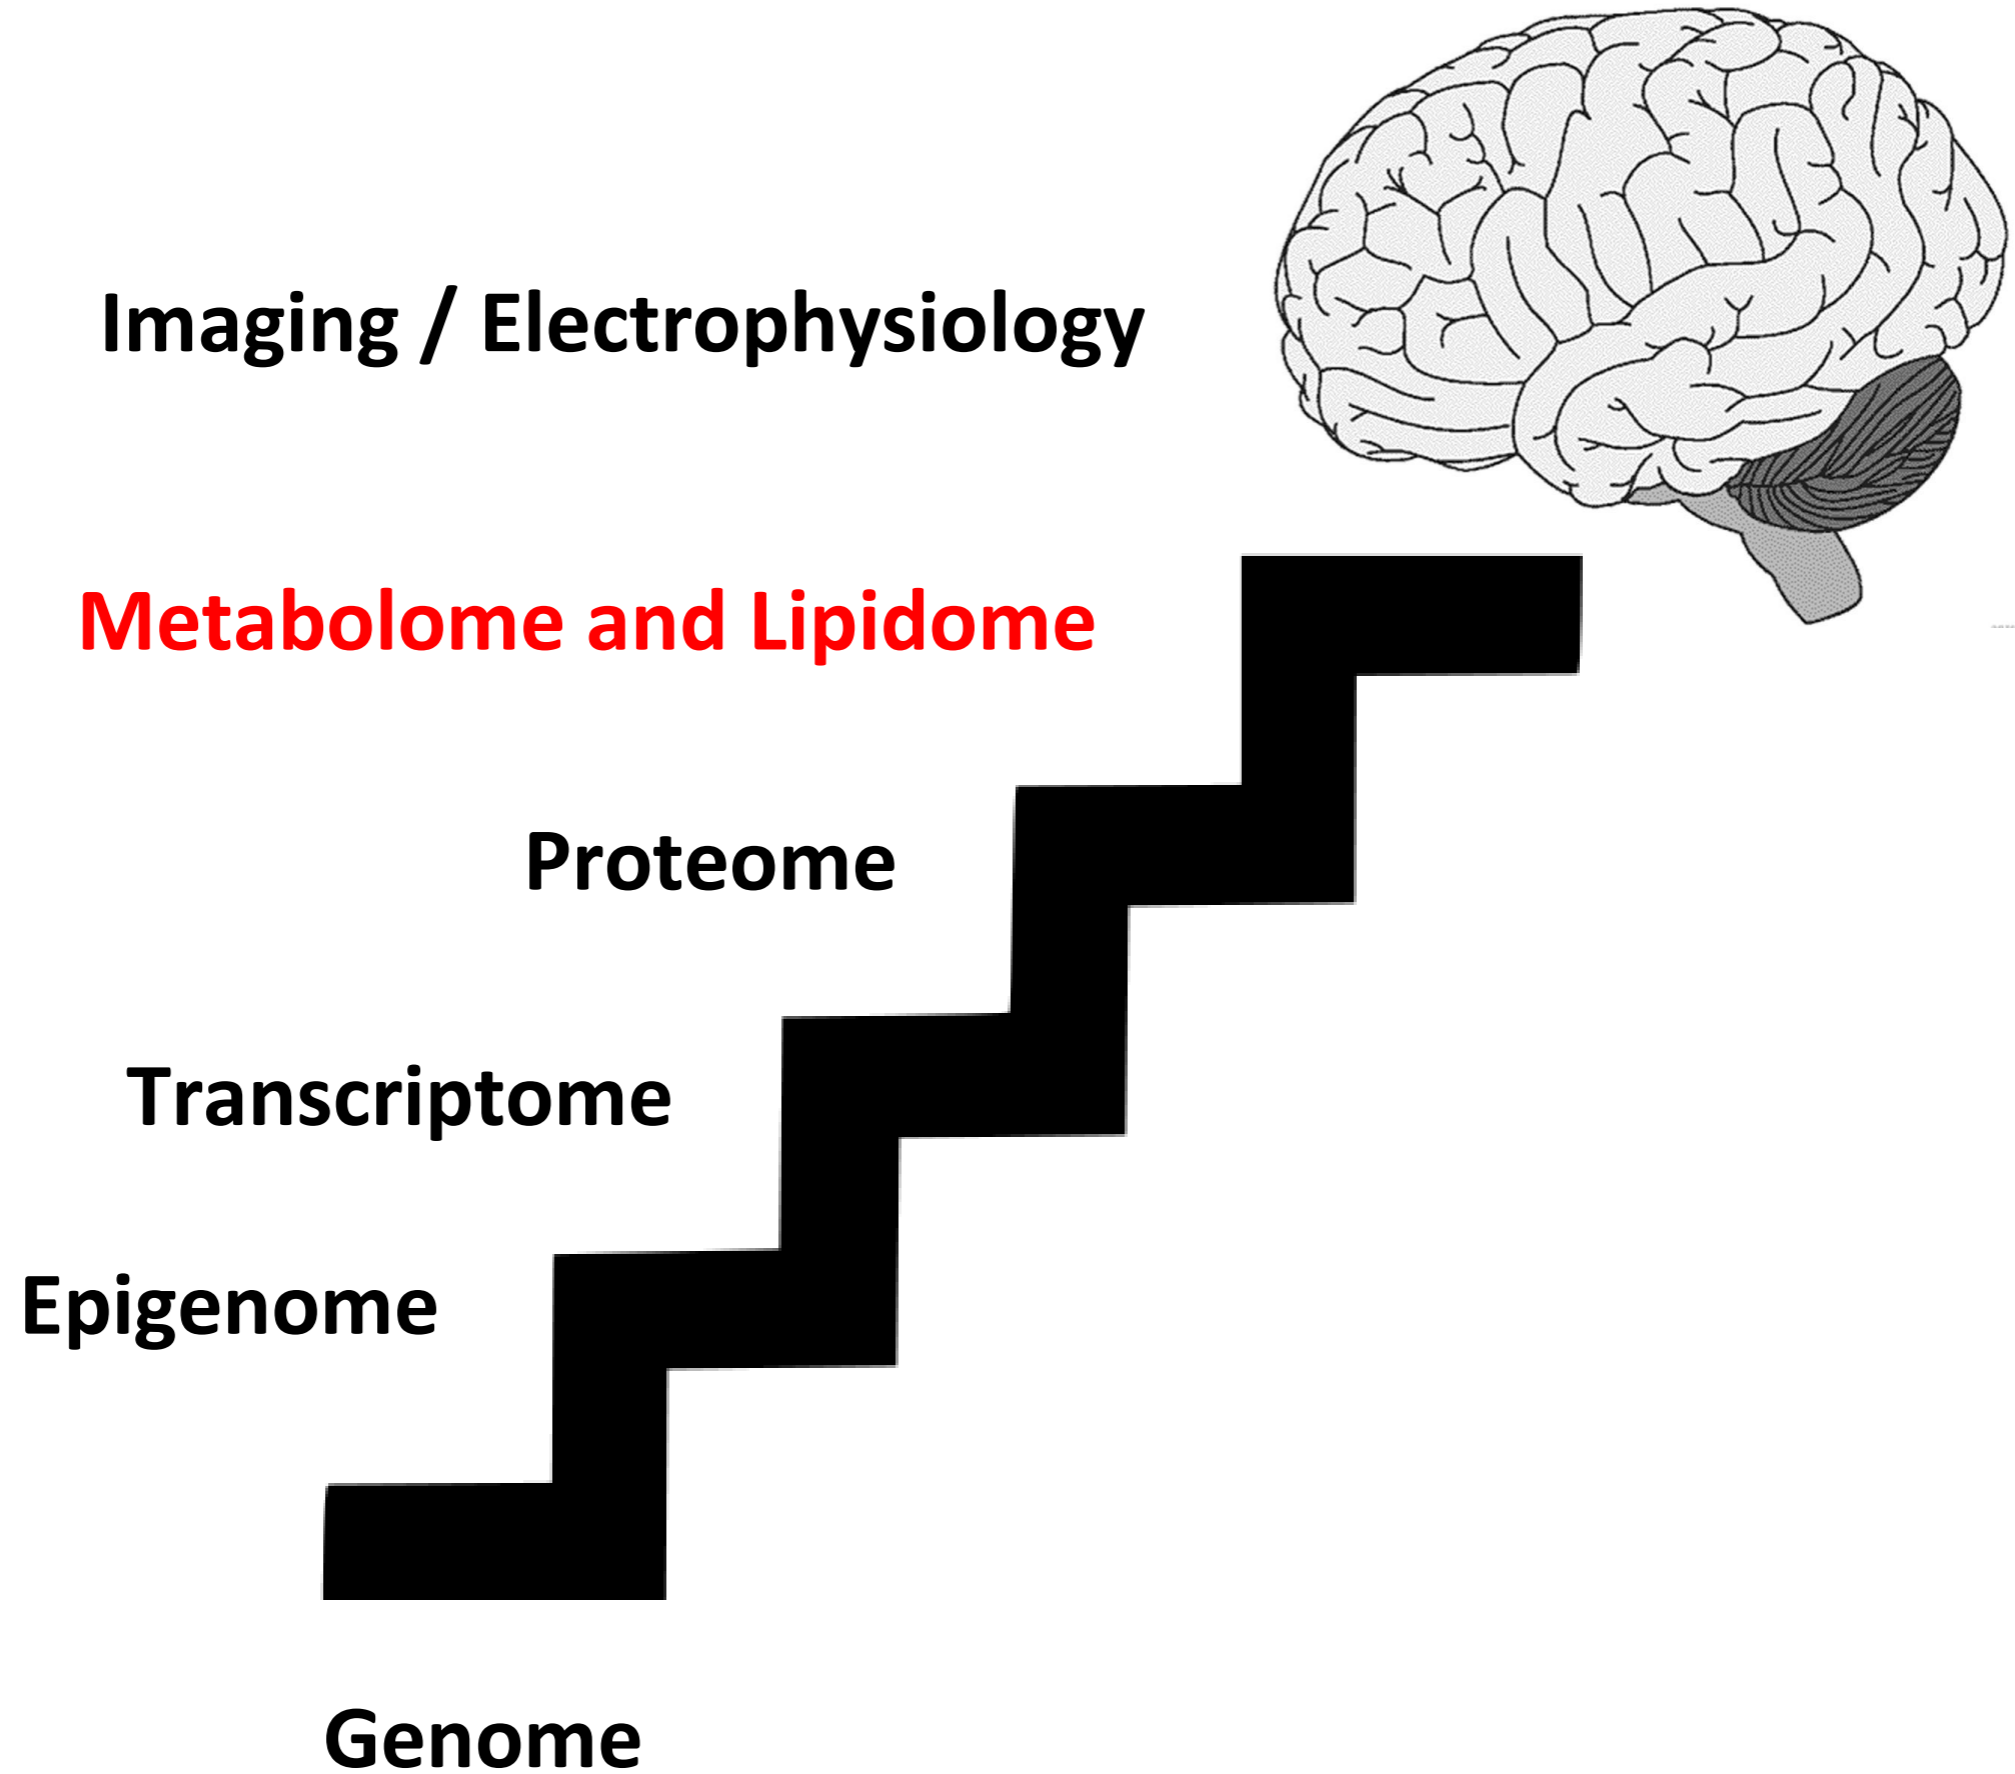 Imaging / Electrophysiology
Metabolome and Lipidome
Proteome
Transcriptome
Epigenome
Genome